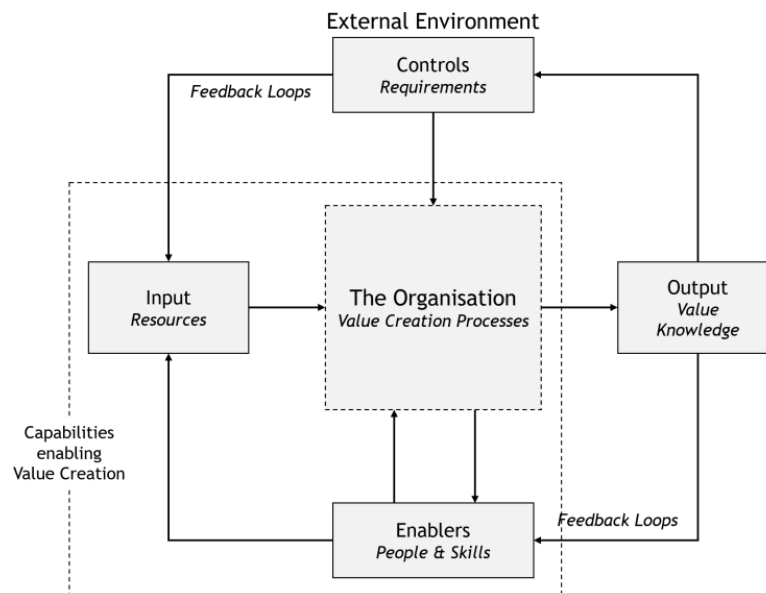 External Environment
Controls
Requirements
Feedback Loops
Input
Resources
The Organisation
Value Creation Processes
Output
Value
Knowledge
Capabilities
enabling
Value Creation
Enablers
People & Skills
Feedback Loops